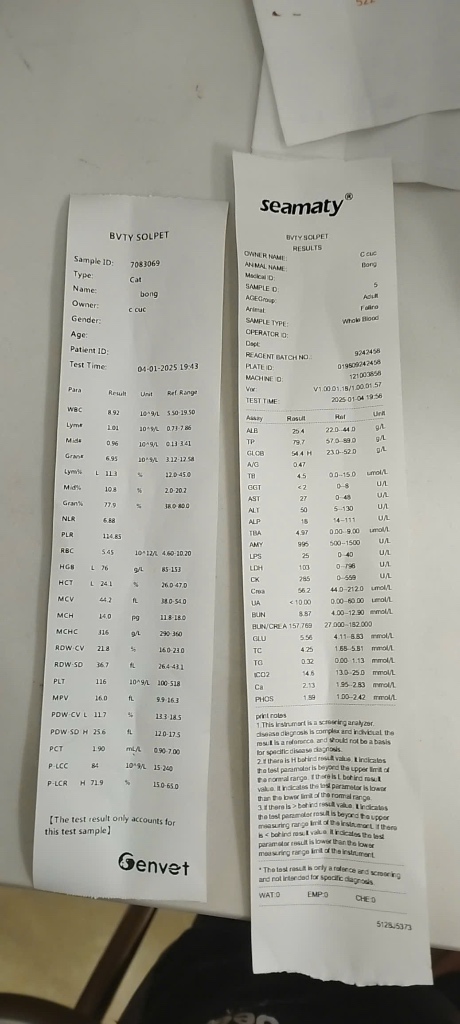 BVTY SOLPET
Sample ID: 7083069
Type: Cat
Name: bong
Owner: c cuc
Gender:
Age:
Patient ID:
Test Time: 04-01-2025 19:43
Para Result Unit Ref. Range
WBC 8.92 10^9/L 5.50-19.50
Lym# 1.01 10^9/L 0.73-7.86
Mid# 0.96 10^9/L 0.13-3.41
Gran# 6.95 10^9/L 3.12-12.58
Lym% L 11.3 % 12.0-45.0
Mid% 10.8 % 2.0-20.2
Gran% 77.9 % 38.0-80.0
NLR 6.88
PLR 114.85
RBC 5.45 10^12/L 4.60-10.20
HGB L 76 g/L 85-153
HCT L 24.1 % 26.0-47.0
MCV 44.2 fL 38.0-54.0
MCH 14.0 pg 11.8-18.0
MCHC 316 g/L 290-360
RDW-CV 21.8 % 16.0-23.0
RDW-SD 36.7 fL 26.4-43.1
PLT 116 10^9/L 100-518
MPV 16.0 fL 9.9-16.3
PDW-CV L 11.7 % 13.3-18.5
PDW-SD H 25.6 fL 12.0-17.5
PCT 1.90 mL/L 0.90-7.00
P-LCC 84 10^9/L 15-240
P-LCR H 71.9 % 15.0-65.0
[The test result only accounts for
this test sample]
Genvet
seamaty®
BVTY SOLPET
RESULTS
OWNER NAME: C cuc
ANIMAL NAME: Bong
Medical ID:
SAMPLE ID: 5
AGEGroup: Adult
Animal: Feline
SAMPLE TYPE: Whole Blood
OPERATOR ID:
Dept:
REAGENT BATCH NO.: 9242458
PLATE ID: 019809242458
MACHINE ID: 121003858
Ver: V1.00.01.18/1.00.01.57
TEST TIME: 2025-01-04 19:56
Assay Result Ref Unit
ALB 25.4 22.0-44.0 g/L
TP 79.7 57.0-89.0 g/L
GLOB 54.4 H 23.0-52.0 g/L
A/G 0.47
TB 4.5 0.0-15.0 umol/L
GGT <2 0-8 U/L
AST 27 0-48 U/L
ALT 50 5-130 U/L
ALP 18 14-111 U/L
TBA 4.97 0.00-9.00 umol/L
AMY 995 500-1500 U/L
LPS 25 0-40 U/L
LDH 103 0-798 U/L
CK 285 0-559 U/L
Crea 56.2 44.0-212.0 umol/L
UA <10.00 0.00-60.00 umol/L
BUN 8.87 4.00-12.90 mmol/L
BUN/CREA 157.769 27.000-182.000
GLU 5.56 4.11-8.83 mmol/L
TC 4.25 1.68-5.81 mmol/L
TG 0.32 0.00-1.13 mmol/L
tCO2 14.6 13.0-25.0 mmol/L
Ca 2.13 1.95-2.83 mmol/L
PHOS 1.89 1.00-2.42 mmol/L
print notes
1.This instrument is a screening analyzer,
disease diagnosis is complex and individual, the
result is a reference, and should not be a basis
for specific disease diagnosis.
2.If there is H behind result value, it indicates
the test parameter is beyond the upper limit of
the normal range, if there is L behind result
value, it indicates the test parameter is lower
than the lower limit of the normal range.
3.If there is > behind result value, it indicates
the test parameter result is beyond the upper
measuring range limit of the instrument, if there
is < behind result value, it indicates the test
parameter result is lower than the lower
measuring range limit of the instrument.
* The test result is only a reference and screening
and not intended for specific diagnosis.
WAT:0 EMP:0 CHE:0